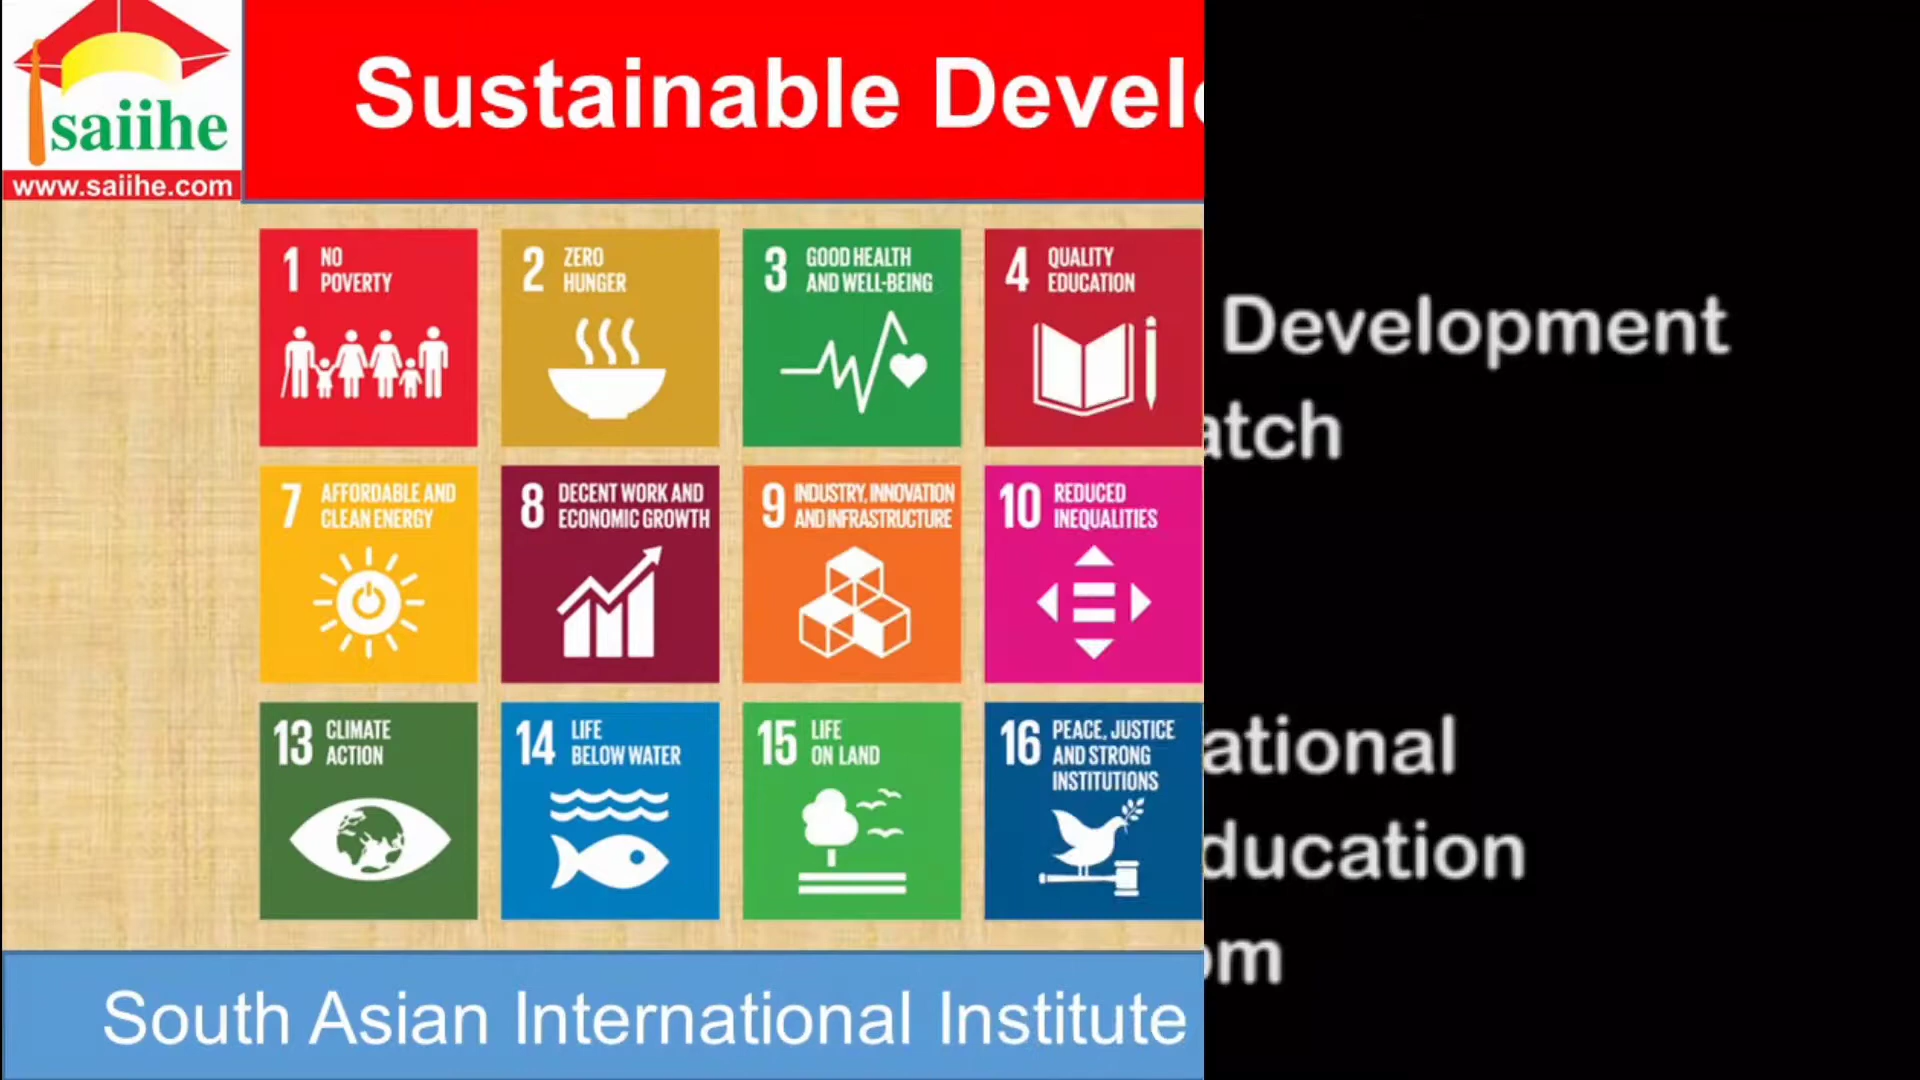 saiihe
www.saiihe.com
Sustainable Develo
1 NO
POVERTY
2 ZERO
HUNGER
3 GOOD HEALTH
AND WELL-BEING
4 QUALITY
EDUCATION
7 AFFORDABLE AND
CLEAN ENERGY
8 DECENT WORK AND
ECONOMIC GROWTH
9 INDUSTRY, INNOVATION
AND INFRASTRUCTURE
10 REDUCED
INEQUALITIES
13 CLIMATE
ACTION
14 LIFE
BELOW WATER
15 LIFE
ON LAND
16 PEACE, JUSTICE
AND STRONG
INSTITUTIONS
South Asian International Institute
Development
atch
ational
ducation
om